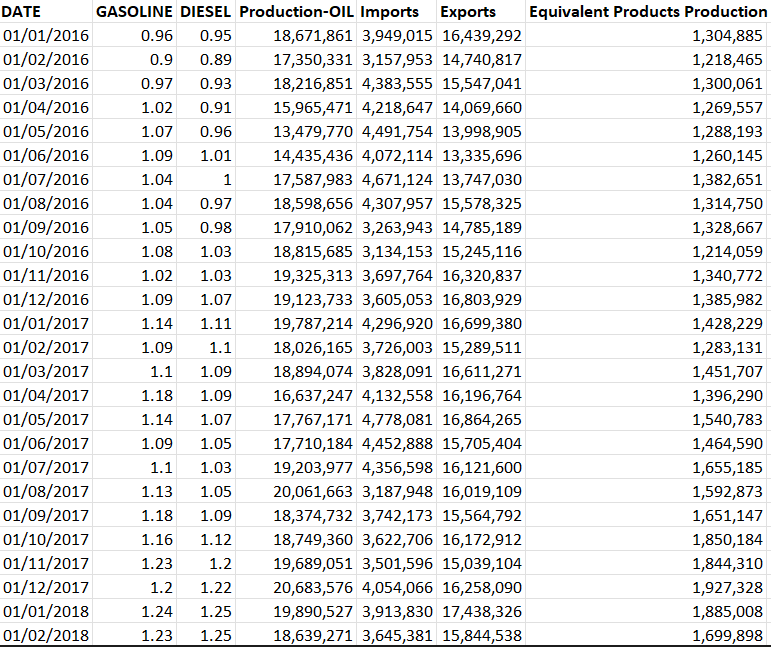 DATE GASOLINE DIESEL Production-OIL Imports Exports Equivalent Products Production
01/01/2016 0.96 0.95 18,671,861 3,949,015 16,439,292 1,304,885
01/02/2016 0.9 0.89 17,350,331 3,157,953 14,740,817 1,218,465
01/03/2016 0.97 0.93 18,216,851 4,383,555 15,547,041 1,300,061
01/04/2016 1.02 0.91 15,965,471 4,218,647 14,069,660 1,269,557
01/05/2016 1.07 0.96 13,479,770 4,491,754 13,998,905 1,288,193
01/06/2016 1.09 1.01 14,435,436 4,072,114 13,335,696 1,260,145
01/07/2016 1.04 1 17,587,983 4,671,124 13,747,030 1,382,651
01/08/2016 1.04 0.97 18,598,656 4,307,957 15,578,325 1,314,750
01/09/2016 1.05 0.98 17,910,062 3,263,943 14,785,189 1,328,667
01/10/2016 1.08 1.03 18,815,685 3,134,153 15,245,116 1,214,059
01/11/2016 1.02 1.03 19,325,313 3,697,764 16,320,837 1,340,772
01/12/2016 1.09 1.07 19,123,733 3,605,053 16,803,929 1,385,982
01/01/2017 1.14 1.11 19,787,214 4,296,920 16,699,380 1,428,229
01/02/2017 1.09 1.1 18,026,165 3,726,003 15,289,511 1,283,131
01/03/2017 1.1 1.09 18,894,074 3,828,091 16,611,271 1,451,707
01/04/2017 1.18 1.09 16,637,247 4,132,558 16,196,764 1,396,290
01/05/2017 1.14 1.07 17,767,171 4,778,081 16,864,265 1,540,783
01/06/2017 1.09 1.05 17,710,184 4,452,888 15,705,404 1,464,590
01/07/2017 1.1 1.03 19,203,977 4,356,598 16,121,600 1,655,185
01/08/2017 1.13 1.05 20,061,663 3,187,948 16,019,109 1,592,873
01/09/2017 1.18 1.09 18,374,732 3,742,173 15,564,792 1,651,147
01/10/2017 1.16 1.12 18,749,360 3,622,706 16,172,912 1,850,184
01/11/2017 1.23 1.2 19,689,051 3,501,596 15,039,104 1,844,310
01/12/2017 1.2 1.22 20,683,576 4,054,066 16,258,090 1,927,328
01/01/2018 1.24 1.25 19,890,527 3,913,830 17,438,326 1,885,008
01/02/2018 1.23 1.25 18,639,271 3,645,381 15,844,538 1,699,898